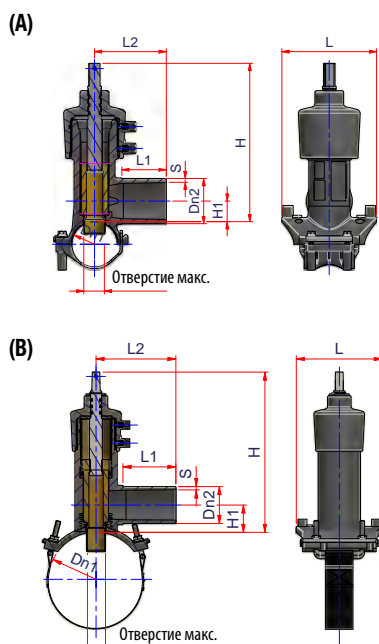 (A)
L2
L
H
L1
S
Dn2
H1
Отверстие макс.
(B)
L2
L
H
L1
S
Dn2
H1
Dn1
Отверстие макс.